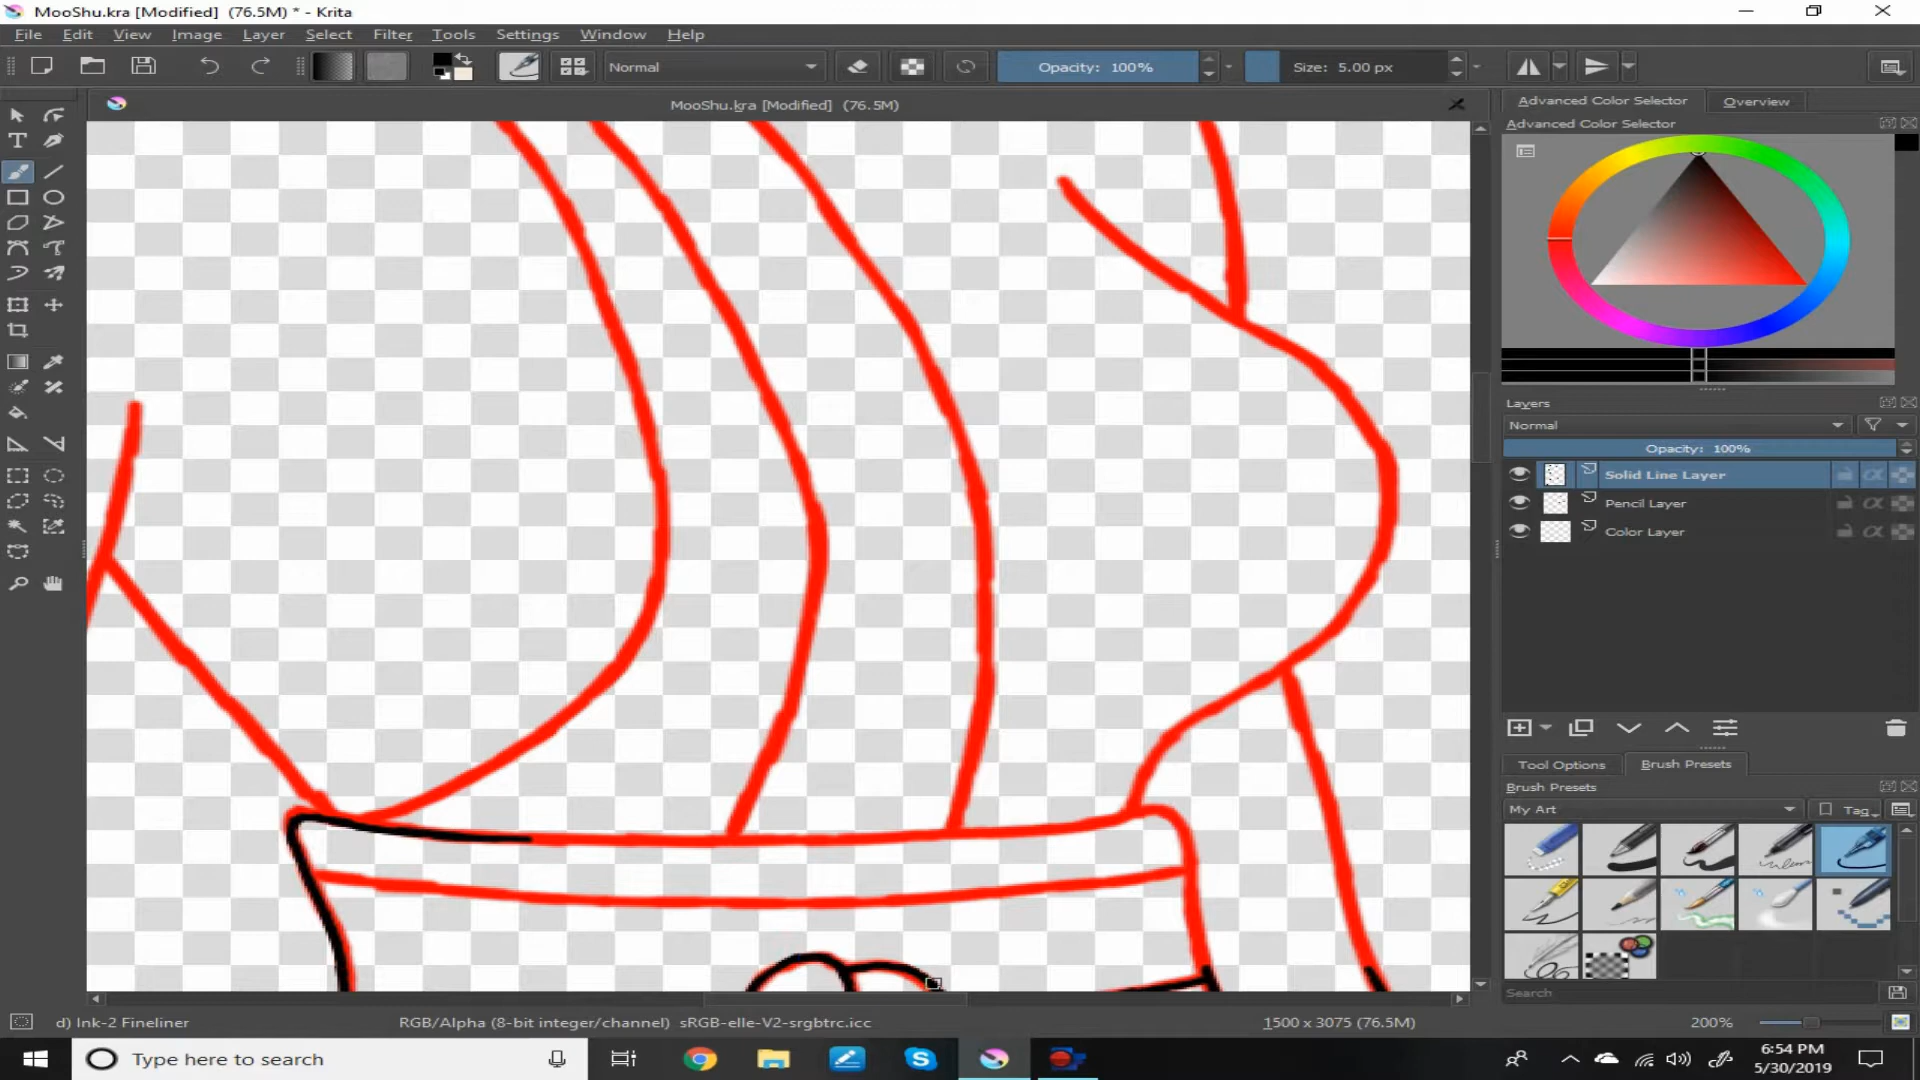 MooShu.kra [Modified] (76.5M) * - Krita
File Edit View Image Layer Select Filter Tools Settings Window Help
Normal
Opacity: 100%
Size: 5.00 px
MooShu.kra [Modified] (76.5M)
Advanced Color Selector
Overview
Advanced Color Selector
Layers
Normal
Opacity: 100%
Solid Line Layer
Pencil Layer
Color Layer
Tool Options
Brush Presets
Brush Presets
My Art
Tag
Search
d) Ink-2 Fineliner
RGB/Alpha (8-bit integer/channel) sRGB-elle-V2-srgbtrc.icc
1500 x 3075 (76.5M)
200%
Type here to search
6:54 PM
5/30/2019